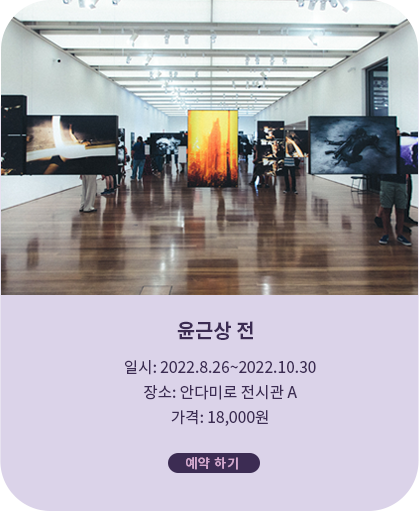 윤근상 전
일시: 2022.8.26~2022.10.30
장소: 안다미로 전시관 A
가격: 18,000원
예약 하기